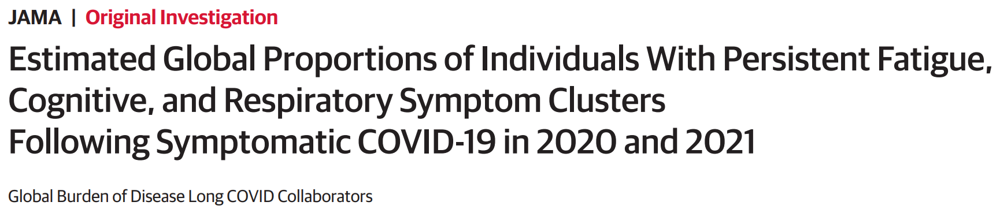 JAMA | Original Investigation
Estimated Global Proportions of Individuals With Persistent Fatigue,
Cognitive, and Respiratory Symptom Clusters
Following Symptomatic COVID-19 in 2020 and 2021
Global Burden of Disease Long COVID Collaborators